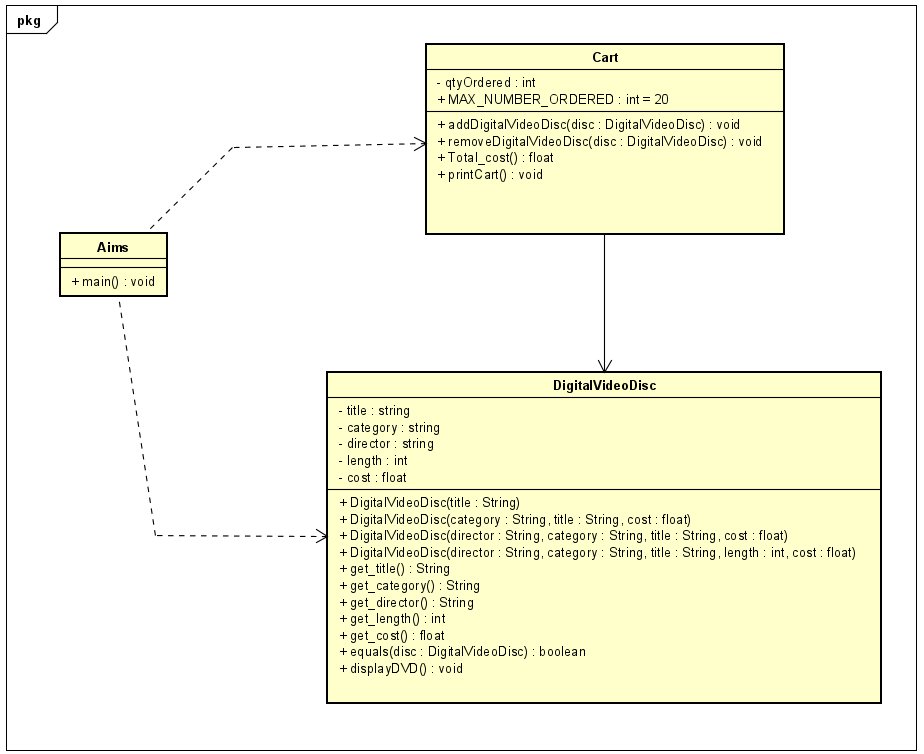 pkg
Cart
- qtyOrdered : int
+ MAX_NUMBER_ORDERED : int = 20
+ addDigitalVideoDisc(disc : DigitalVideoDisc) : void
+ removeDigitalVideoDisc(disc : DigitalVideoDisc) : void
+ Total_cost() : float
+ printCart() : void
Aims
+ main() : void
DigitalVideoDisc
- title : string
- category : string
- director : string
- length : int
- cost : float
+ DigitalVideoDisc(title : String)
+ DigitalVideoDisc(category : String, title : String, cost : float)
+ DigitalVideoDisc(director : String, category : String, title : String, cost : float)
+ DigitalVideoDisc(director : String, category : String, title : String, length : int, cost : float)
+ get_title() : String
+ get_category() : String
+ get_director() : String
+ get_length() : int
+ get_cost() : float
+ equals(disc : DigitalVideoDisc) : boolean
+ displayDVD() : void